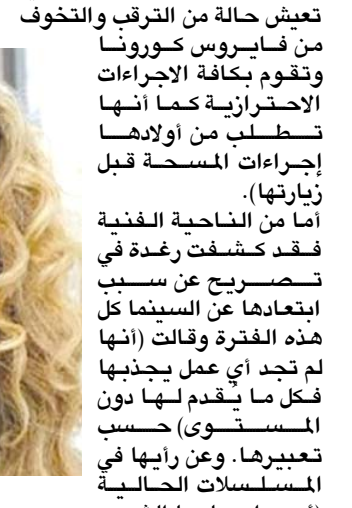 تعيش حالة من الترقب والتخوف
من فايروس كورونا
وتقوم بكافة الاجراءات
الاحترازية كما أنها
تطلب من أولادها
إجراءات المسحة قبل
زيارتها).
أما من الناحية الفنية
فقد كشفت رغدة في
تصريح عن سبب
ابتعادها عن السينما كل
هذه الفترة وقالت (أنها
لم تجد أي عمل يجذبها
فكل ما يُقدم لها دون
المستوى) حسب
تعبيرها. وعن رأيها في
المسلسلات الحالية